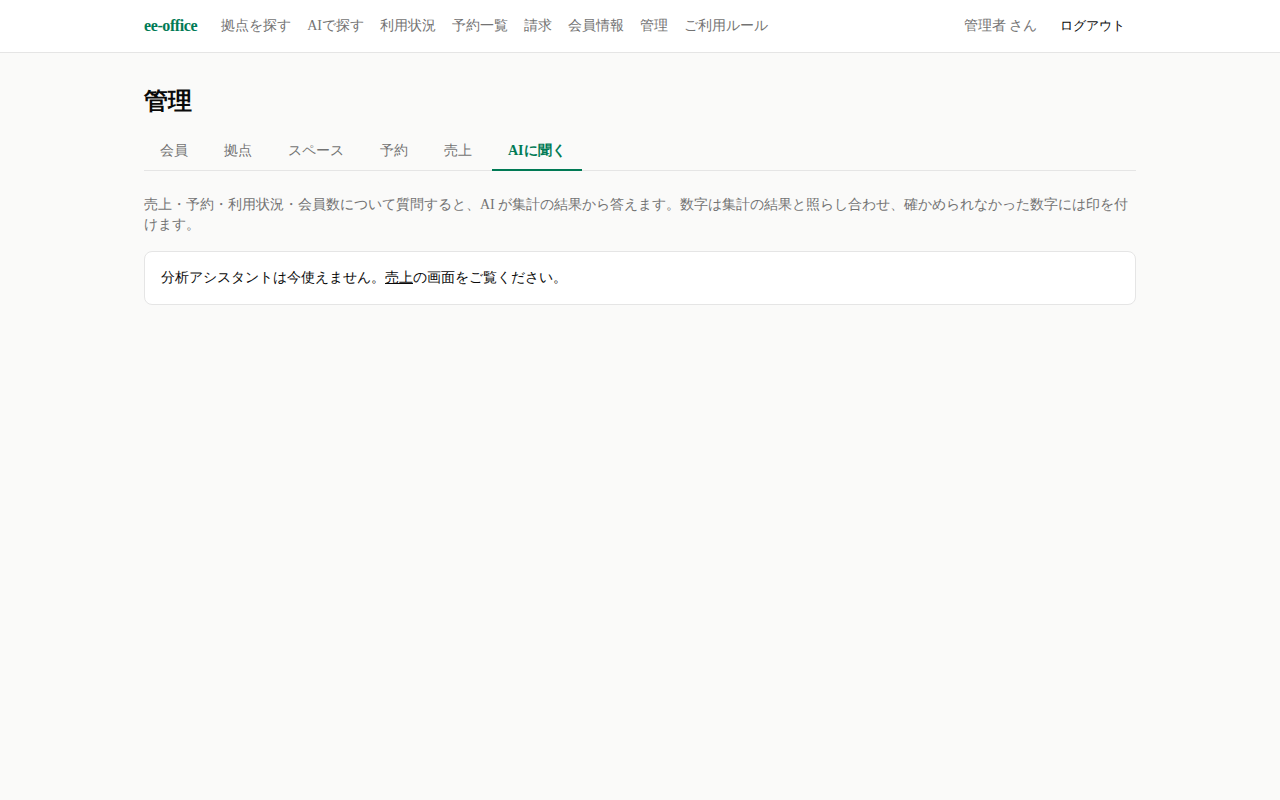 ee-office 拠点を探す AIで探す 利用状況 予約一覧 請求 会員情報 管理 ご利用ルール 管理者 さん ログアウト
管理
会員 拠点 スペース 予約 売上 AIに聞く
売上・予約・利用状況・会員数について質問すると、AI が集計の結果から答えます。数字は集計の結果と照らし合わせ、確かめられなかった数字には印を付
けます。
分析アシスタントは今使えません。売上の画面をご覧ください。